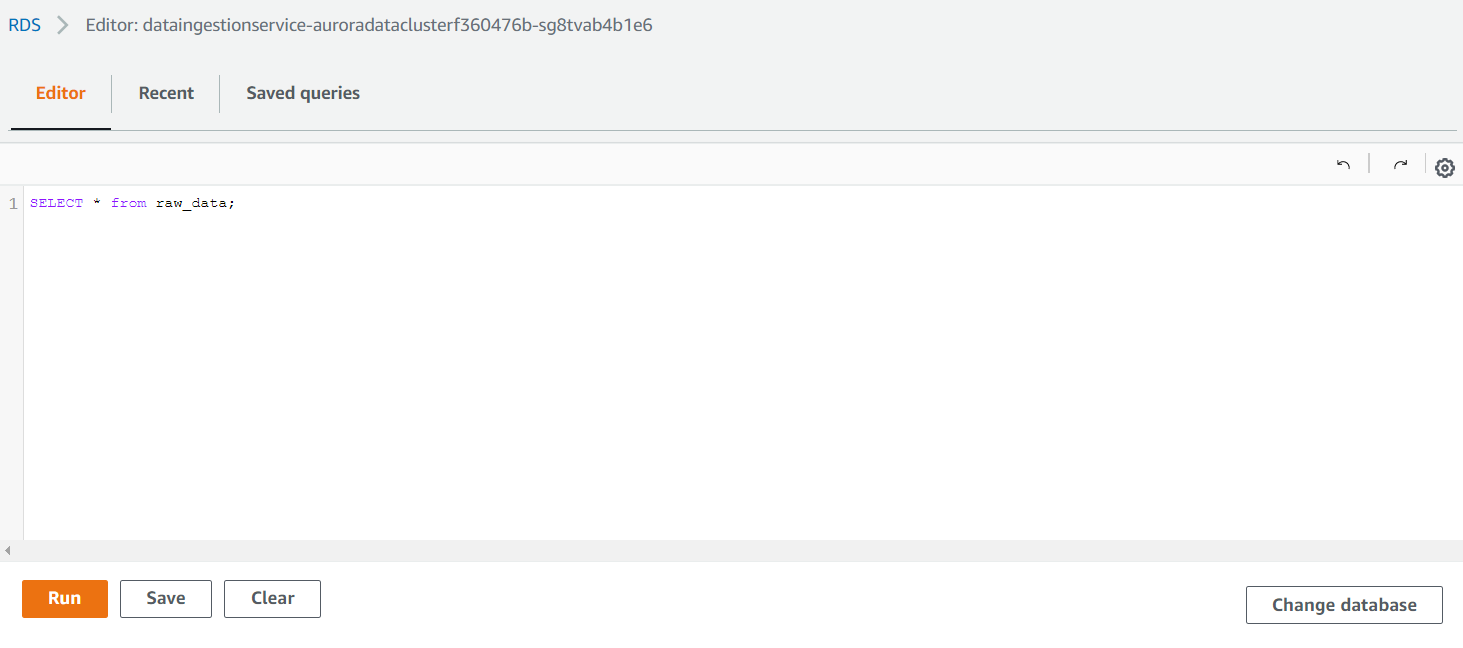 RDS Editor: dataingestionservice-auroradataclusterf360476b-sg8tvab4b1e6
Editor Recent Saved queries
1 SELECT * from raw_data;
Run Save Clear Change database